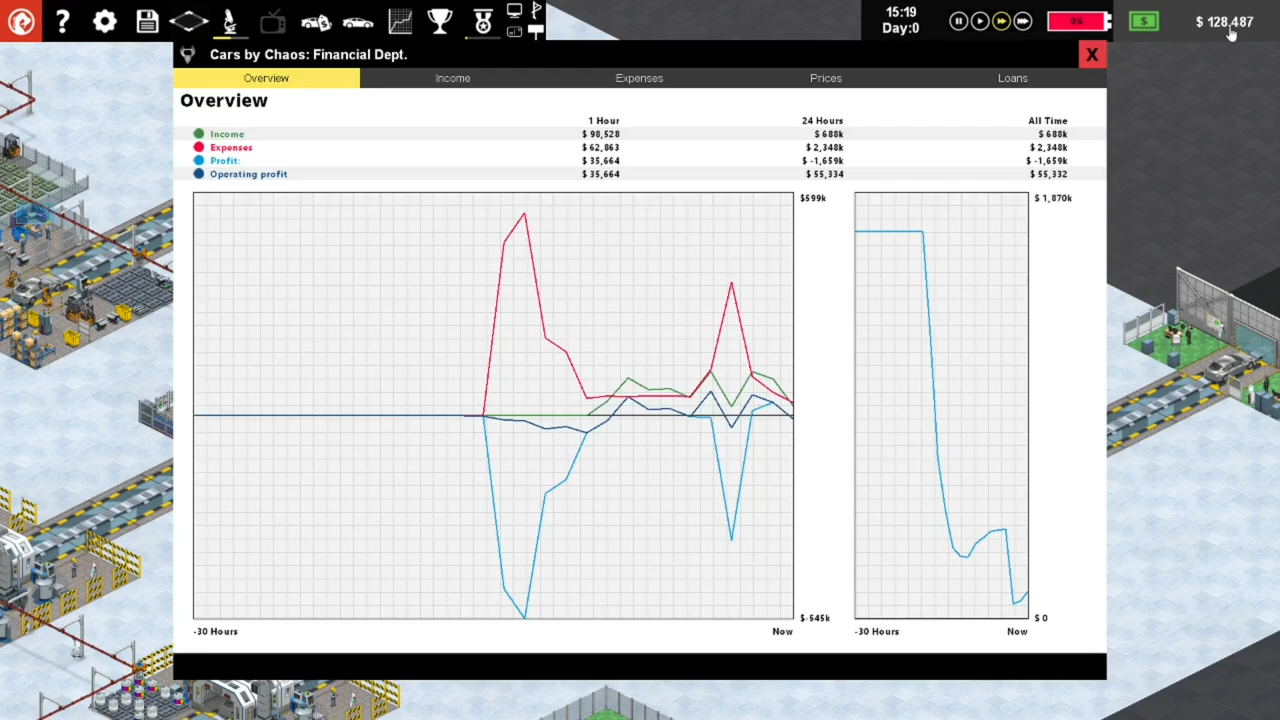 15:19
Day:0
0%
$ 128,487
Cars by Chaos: Financial Dept.
X
Overview Income Expenses Prices Loans
Overview
1 Hour 24 Hours All Time
Income $ 98,528 $ 688k $ 688k
Expenses $ 62,863 $ 2,348k $ 2,348k
Profit: $ 35,664 $ -1,659k $ -1,659k
Operating profit $ 35,664 $ 55,334 $ 55,332
$599k $ 1,870k
$-545k $ 0
-30 Hours Now -30 Hours Now